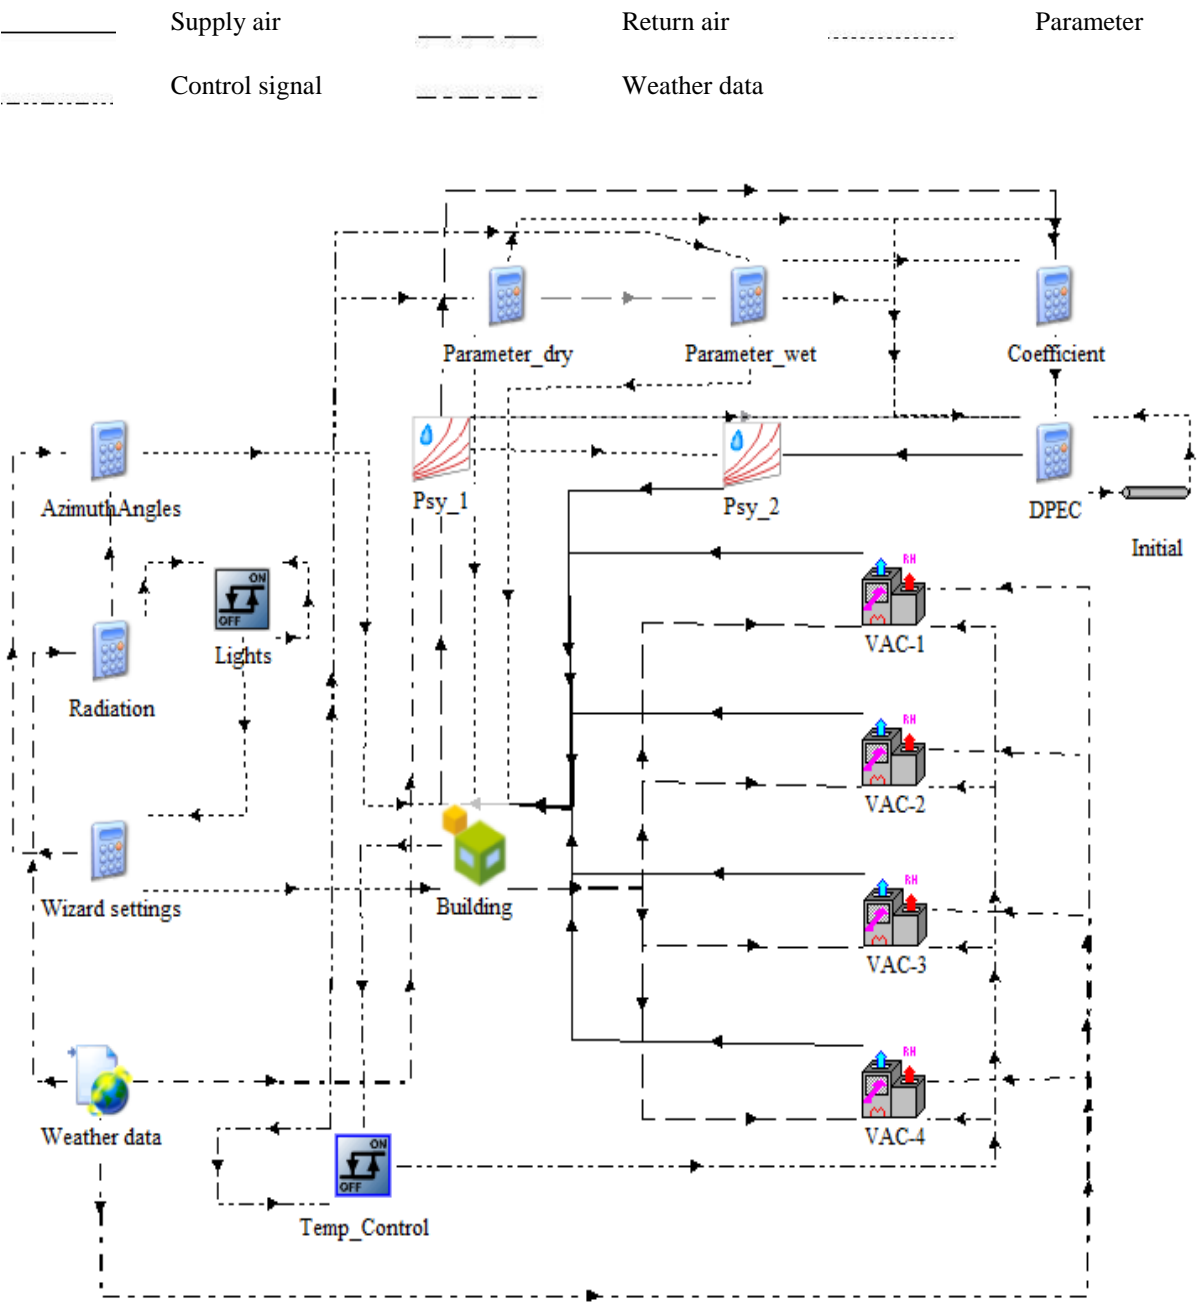 Supply air Return air Parameter
Control signal Weather data
RH
Parameter_dry Parameter_wet Coefficient
Psy_1 Psy_2 DPEC
AzimuthAngles
Initial
ON
OFF
Lights
VAC-1
Radiation
RH
VAC-2
RH
Wizard settings Building
VAC-3
RH
Weather data
VAC-4
ON
OFF
Temp_Control